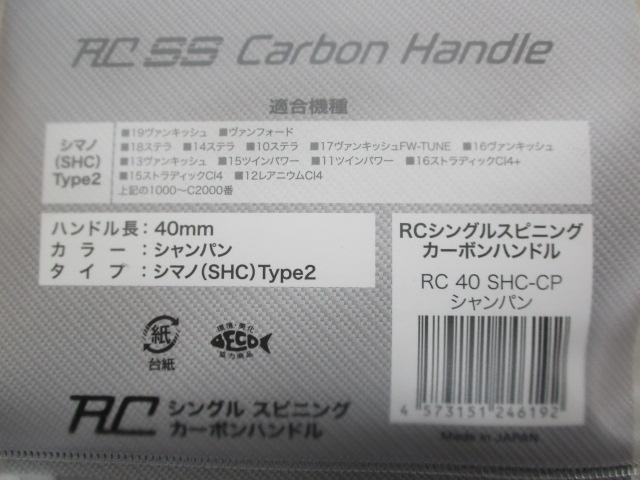 RC SS Carbon Handle
適合機種
シマノ
(SHC)
Type2
■19ヴァンキッシュ ■ヴァンフォード
■18ステラ ■14ステラ ■10ステラ ■17ヴァンキッシュFW-TUNE ■16ヴァンキッシュ
■13ヴァンキッシュ ■15ツインパワー ■11ツインパワー ■16ストラディックCI4+
■15ストラディックCI4 ■12レアニウムCI4
上記の1000〜C2000番
ハンドル長:40mm
カラー:シャンパン
タイプ:シマノ(SHC)Type2
RCシングルスピニング
カーボンハンドル
RC 40 SHC-CP
シャンパン
4 573151 246192
Made in JAPAN
紙
台紙
環境・美化
ECO
協力商品
RC シングル スピニング
カーボンハンドル